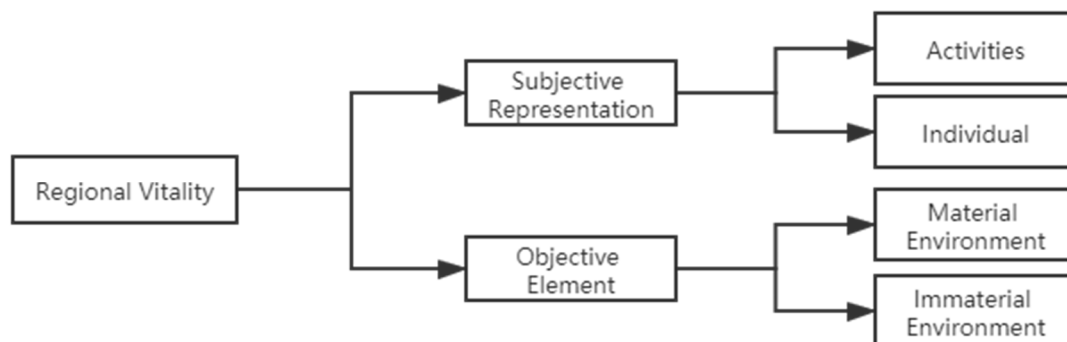 Regional Vitality
Subjective
Representation
Objective
Element
Activities
Individual
Material
Environment
Immaterial
Environment